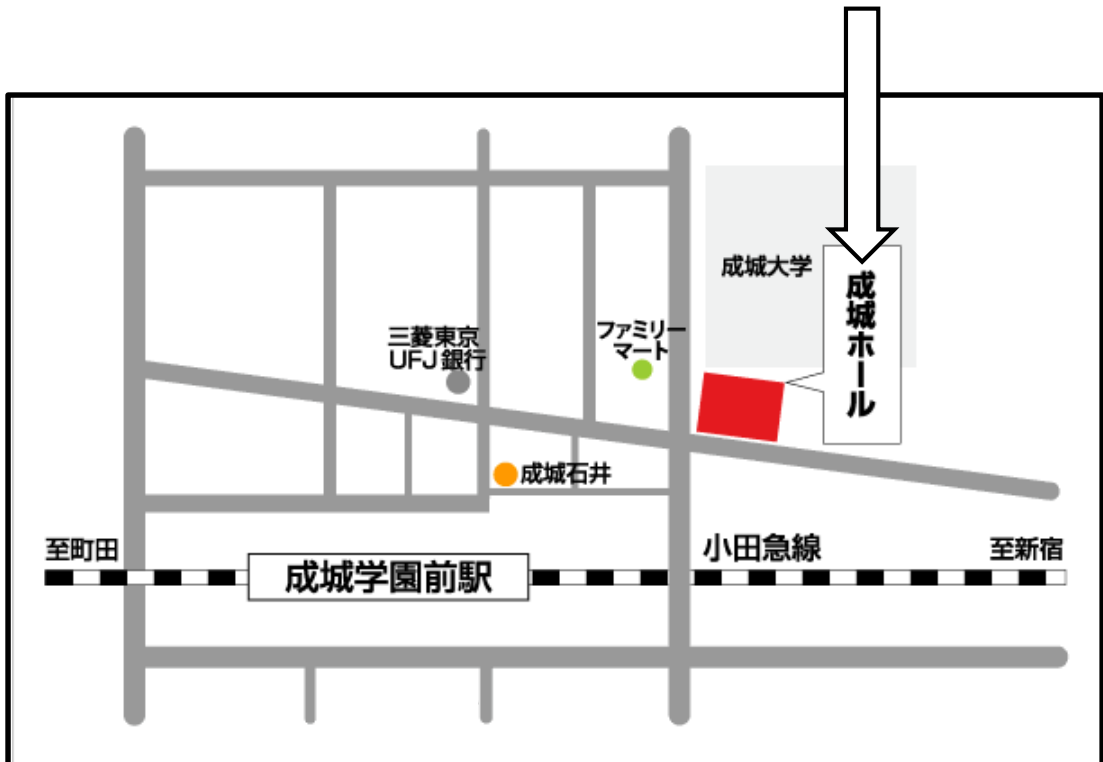 成城大学
成城ホール
三菱東京
UFJ銀行
ファミリー
マート
成城石井
至町田
小田急線
至新宿
成城学園前駅